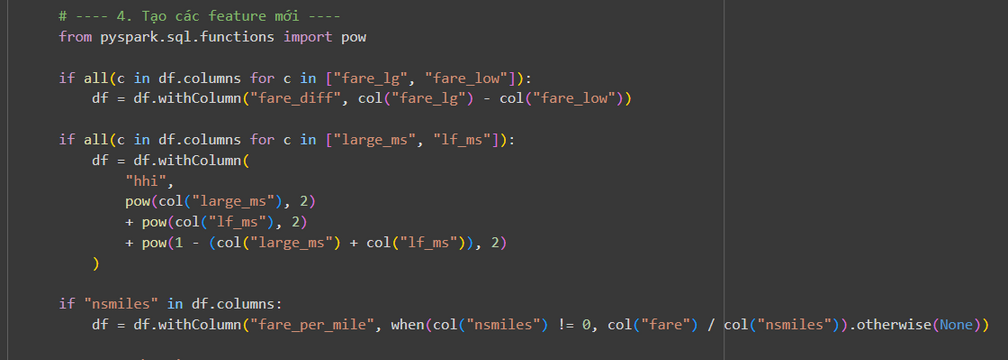 # ---- 4. Tạo các feature mới ----
from pyspark.sql.functions import pow
if all(c in df.columns for c in ["fare_lg", "fare_low"]):
df = df.withColumn("fare_diff", col("fare_lg") - col("fare_low"))
if all(c in df.columns for c in ["large_ms", "lf_ms"]):
df = df.withColumn(
"hhi",
pow(col("large_ms"), 2)
+ pow(col("lf_ms"), 2)
+ pow(1 - (col("large_ms") + col("lf_ms")), 2)
)
if "nsmiles" in df.columns:
df = df.withColumn("fare_per_mile", when(col("nsmiles") != 0, col("fare") / col("nsmiles")).otherwise(None))